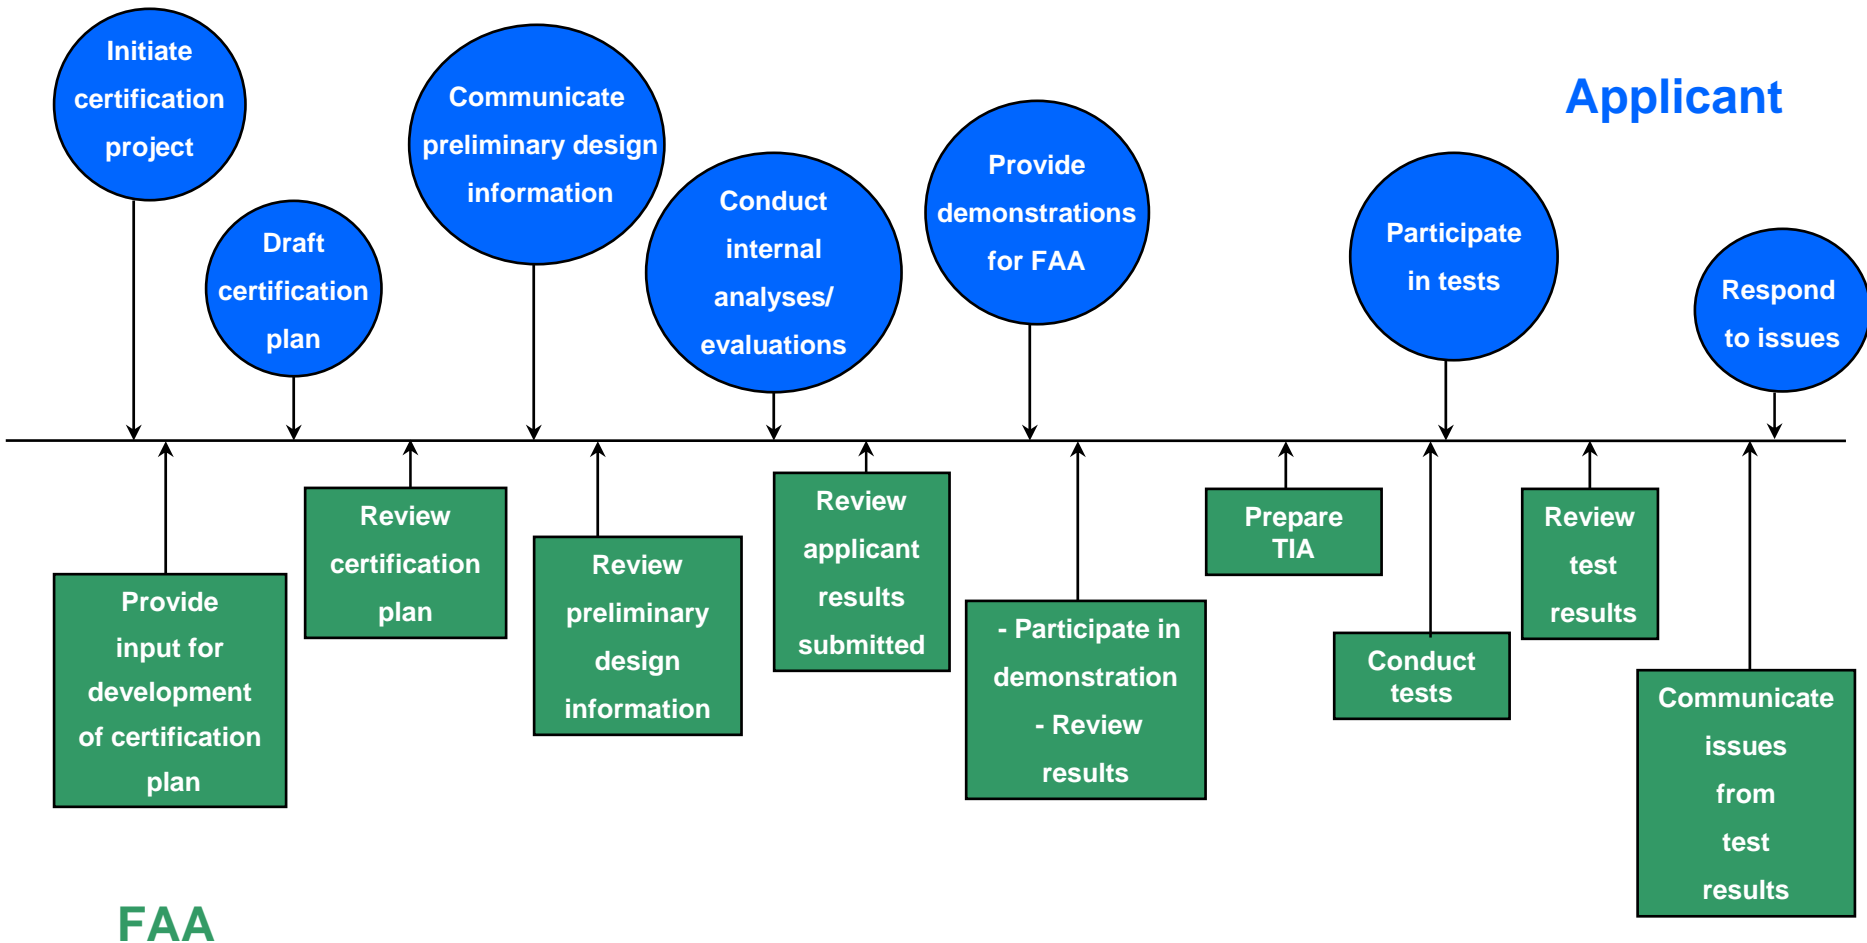 Initiate
certification
project
Draft
certification
plan
Communicate
preliminary design
information
Conduct
internal
analyses/
evaluations
Provide
demonstrations
for FAA
Applicant
Participate
in tests
Respond
to issues
Provide
input for
development
of certification
plan
Review
certification
plan
Review
preliminary
design
information
Review
applicant
results
submitted
- Participate in
demonstration
- Review
results
Prepare
TIA
Conduct
tests
Review
test
results
Communicate
issues
from
test
results
FAA